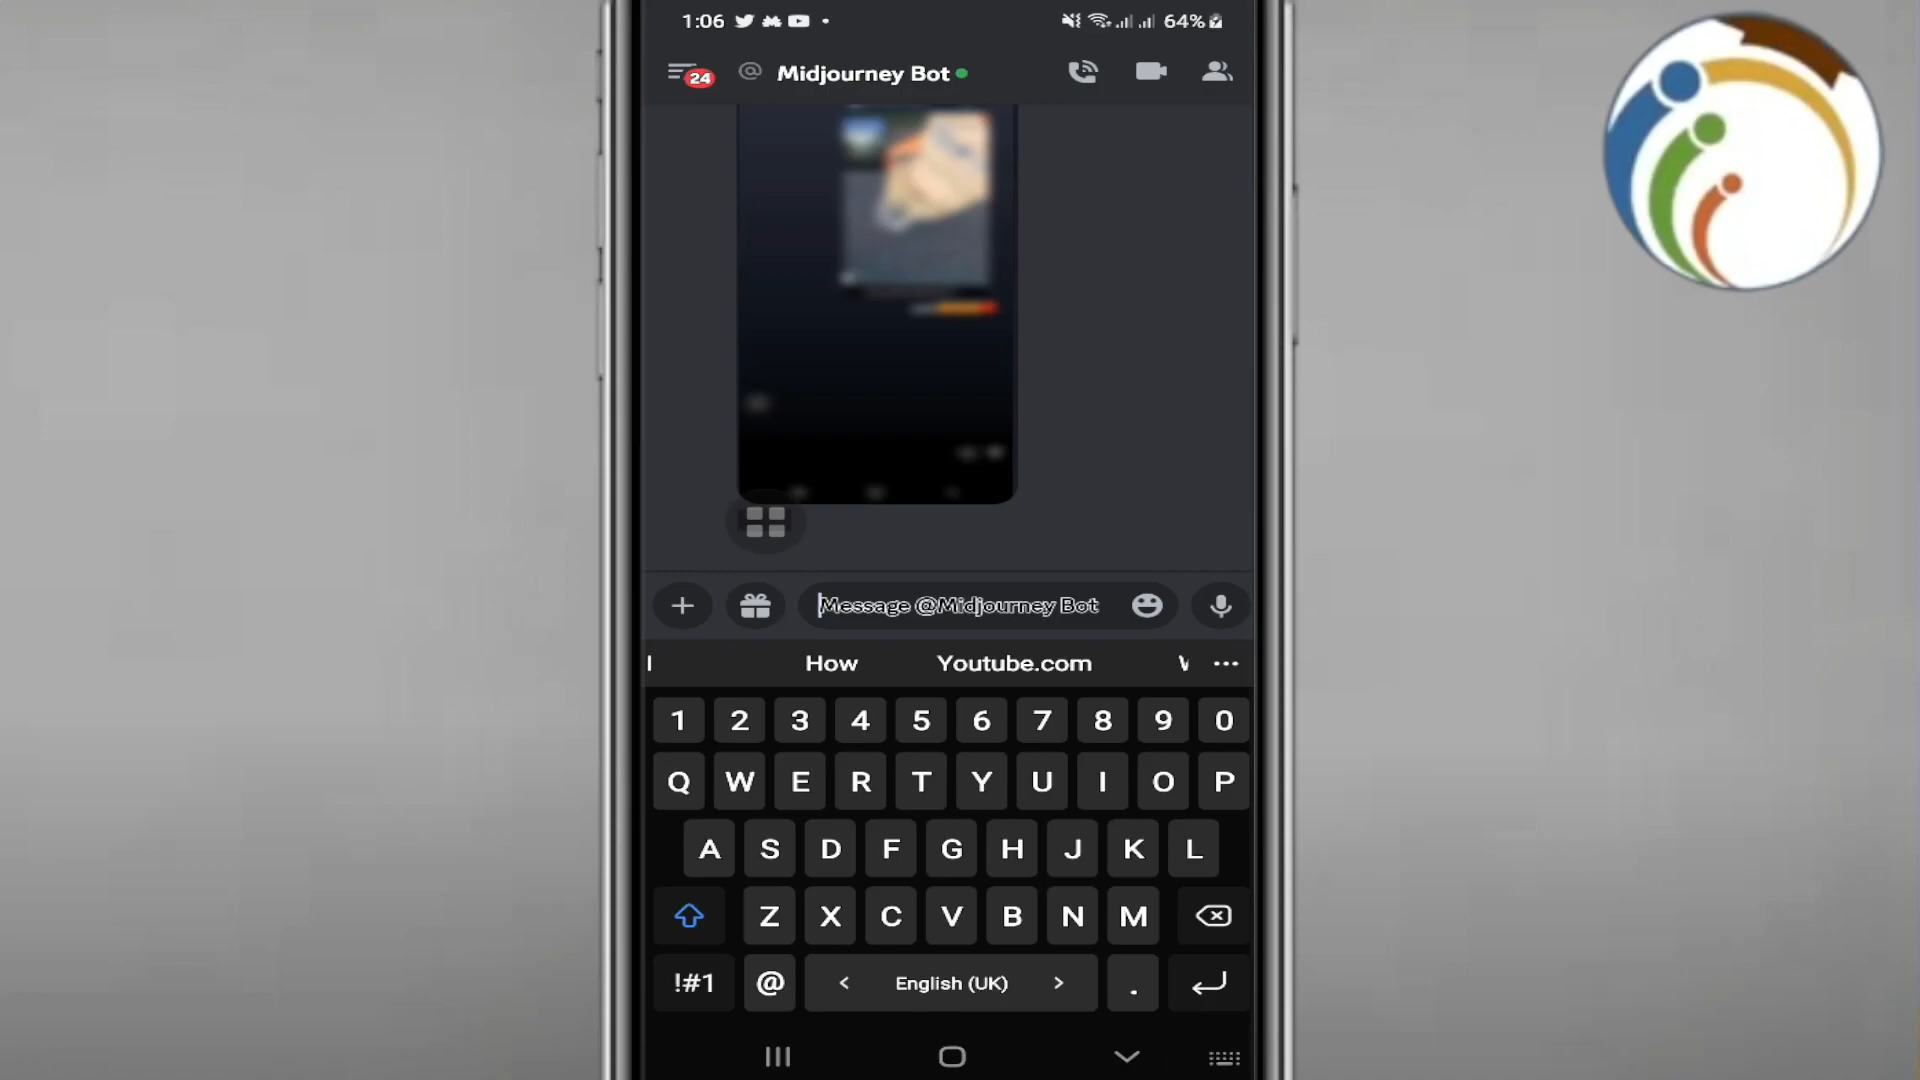 1:06 64%
24 @ Midjourney Bot
Message @Midjourney Bot
How Youtube.com
1 2 3 4 5 6 7 8 9 0
Q W E R T Y U I O P
A S D F G H J K L
Z X C V B N M
!#1 @ < English (UK) > .